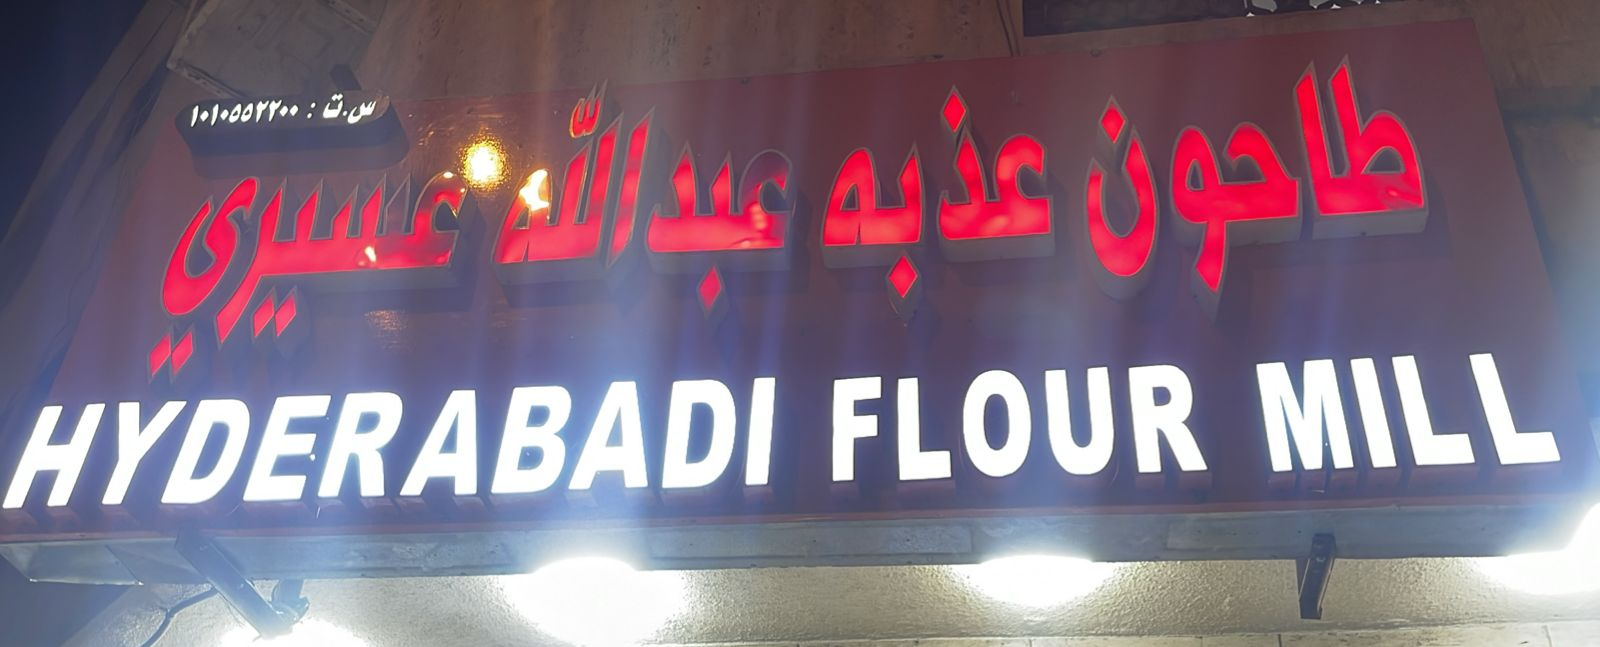 س.ت : ١٠١٠٥٥٢٢٠٠
طاحون عذبه عبدالله عسيري
HYDERABADI FLOUR MILL